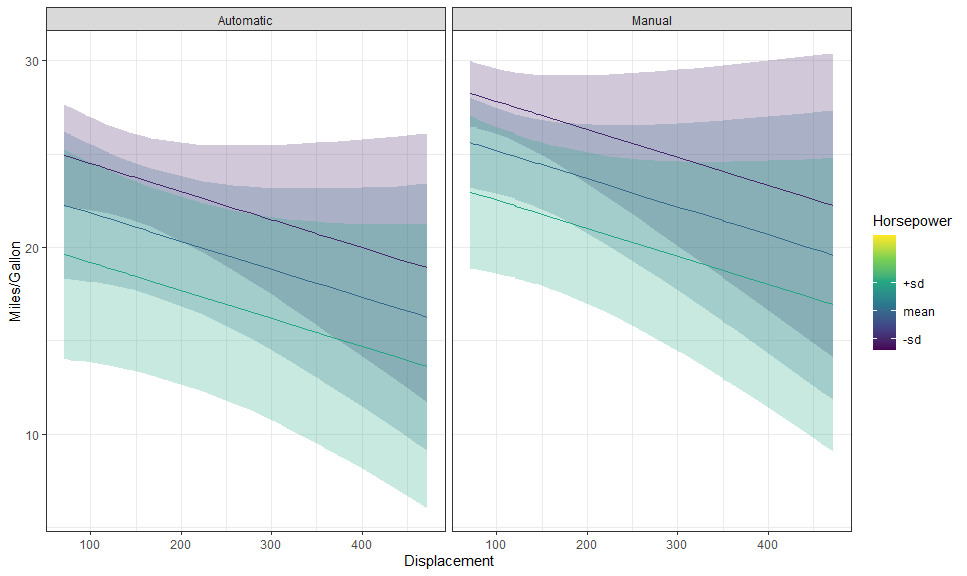 Automatic
Manual
30
20
10
Miles/Gallon
100 200 300 400
100 200 300 400
Displacement
Horsepower
+sd
mean
-sd